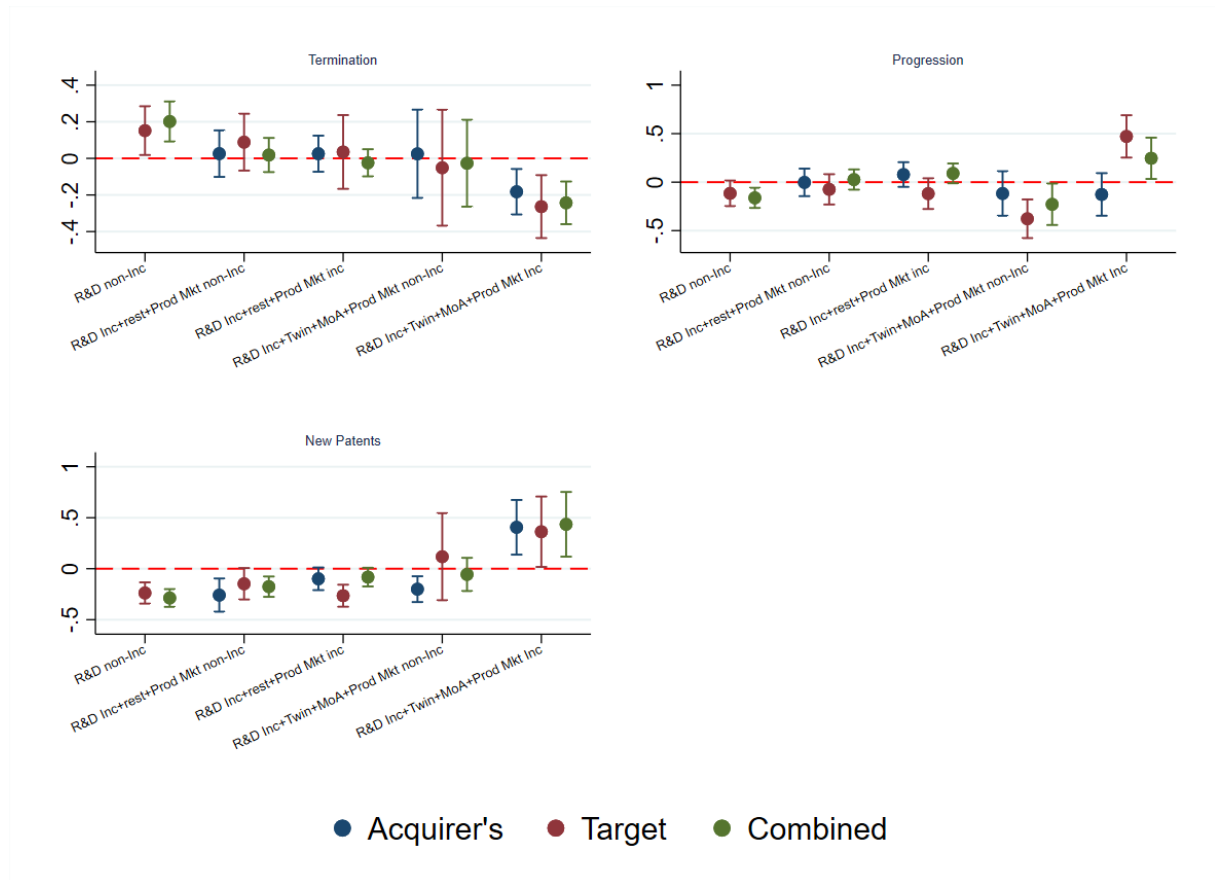 Termination
.4
.2
0
-.2
-.4
R&D non-Inc
R&D Inc+rest+Prod Mkt non-Inc
R&D Inc+rest+Prod Mkt inc
R&D Inc+Twin+MoA+Prod Mkt non-Inc
R&D Inc+Twin+MoA+Prod Mkt Inc
Progression
1
.5
0
-.5
R&D non-Inc
R&D Inc+rest+Prod Mkt non-Inc
R&D Inc+rest+Prod Mkt inc
R&D Inc+Twin+MoA+Prod Mkt non-Inc
R&D Inc+Twin+MoA+Prod Mkt Inc
New Patents
1
.5
0
-.5
R&D non-Inc
R&D Inc+rest+Prod Mkt non-Inc
R&D Inc+rest+Prod Mkt inc
R&D Inc+Twin+MoA+Prod Mkt non-Inc
R&D Inc+Twin+MoA+Prod Mkt Inc
Acquirer's Target Combined